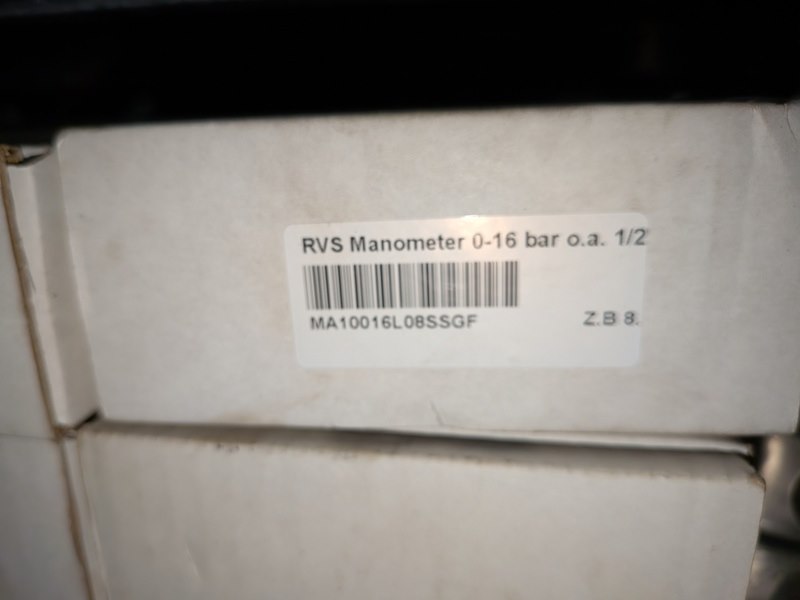 RVS Manometer 0-16 bar o.a. 1/2
MA10016L08SSGF
Z.B 8.